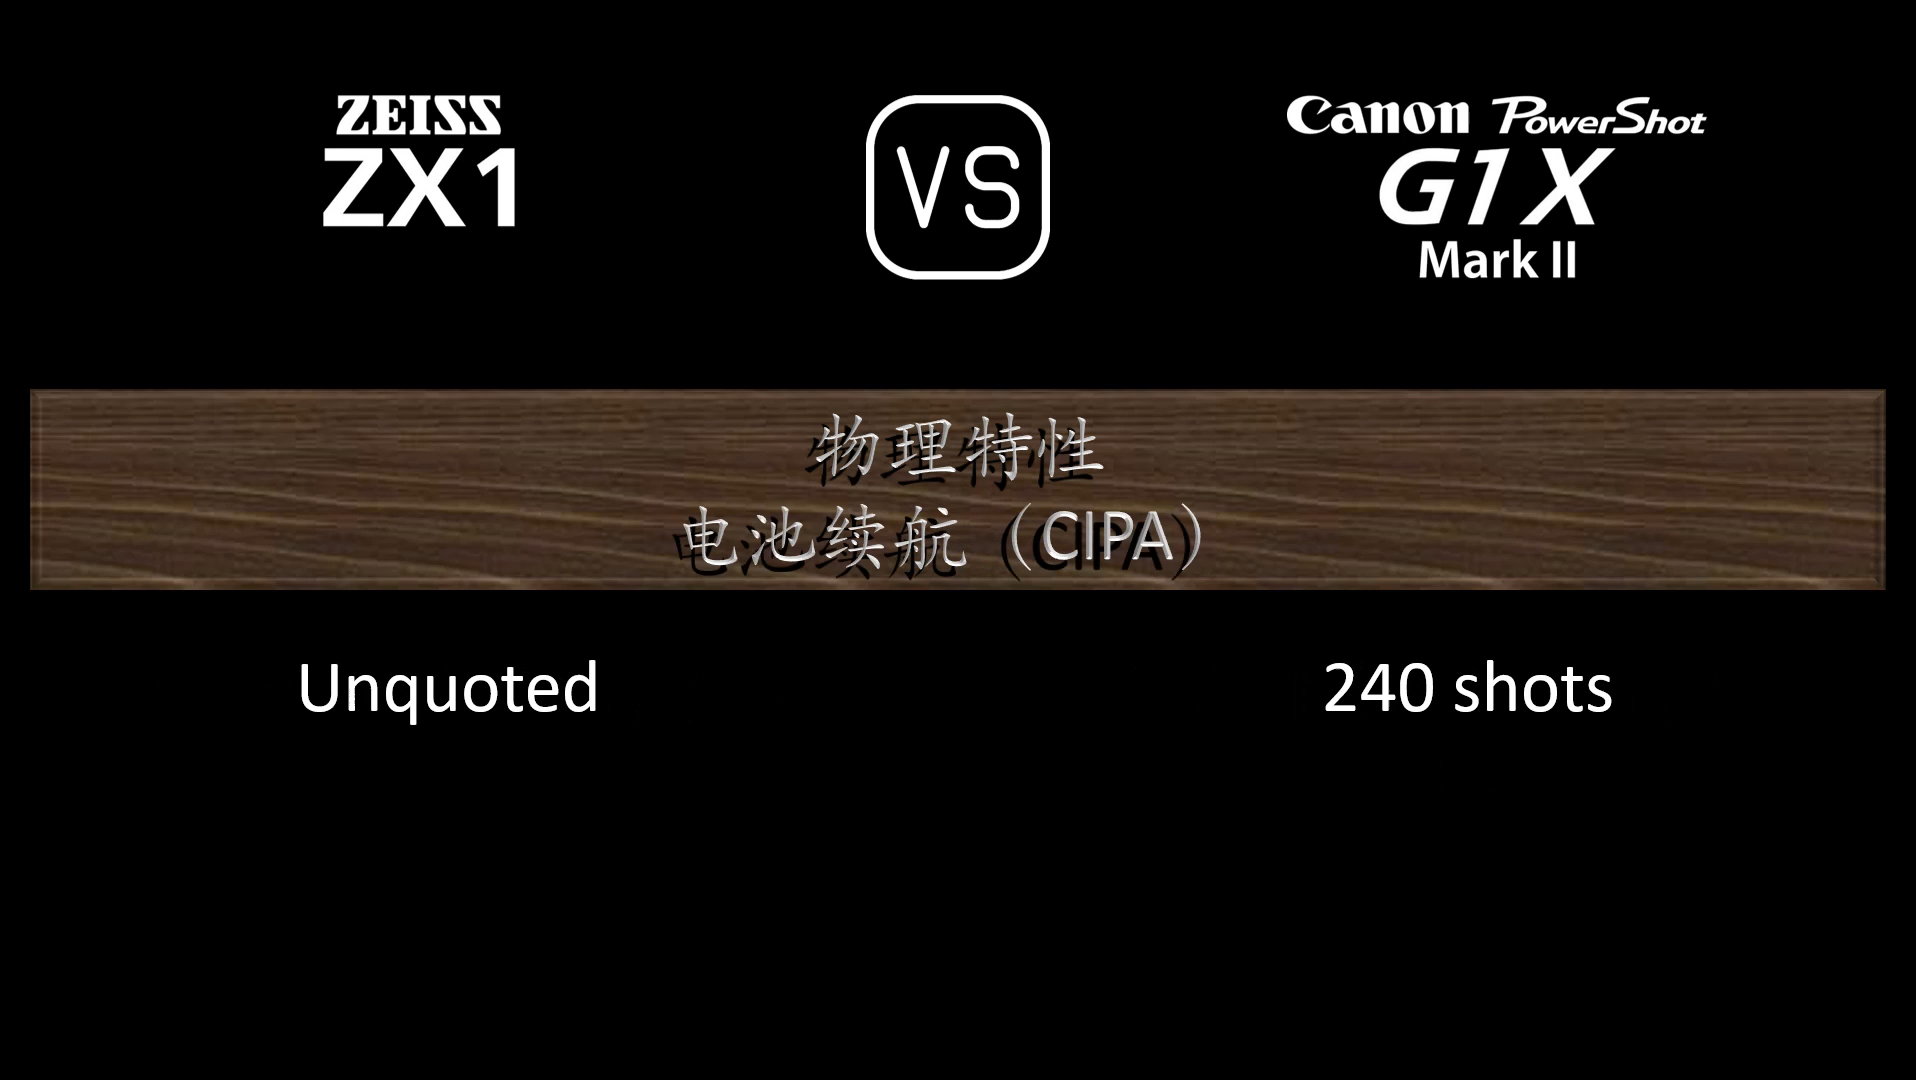 ZEISS
ZX1
VS
Canon PowerShot
G1 X
Mark II
物理特性
电池续航（CIPA）
Unquoted
240 shots